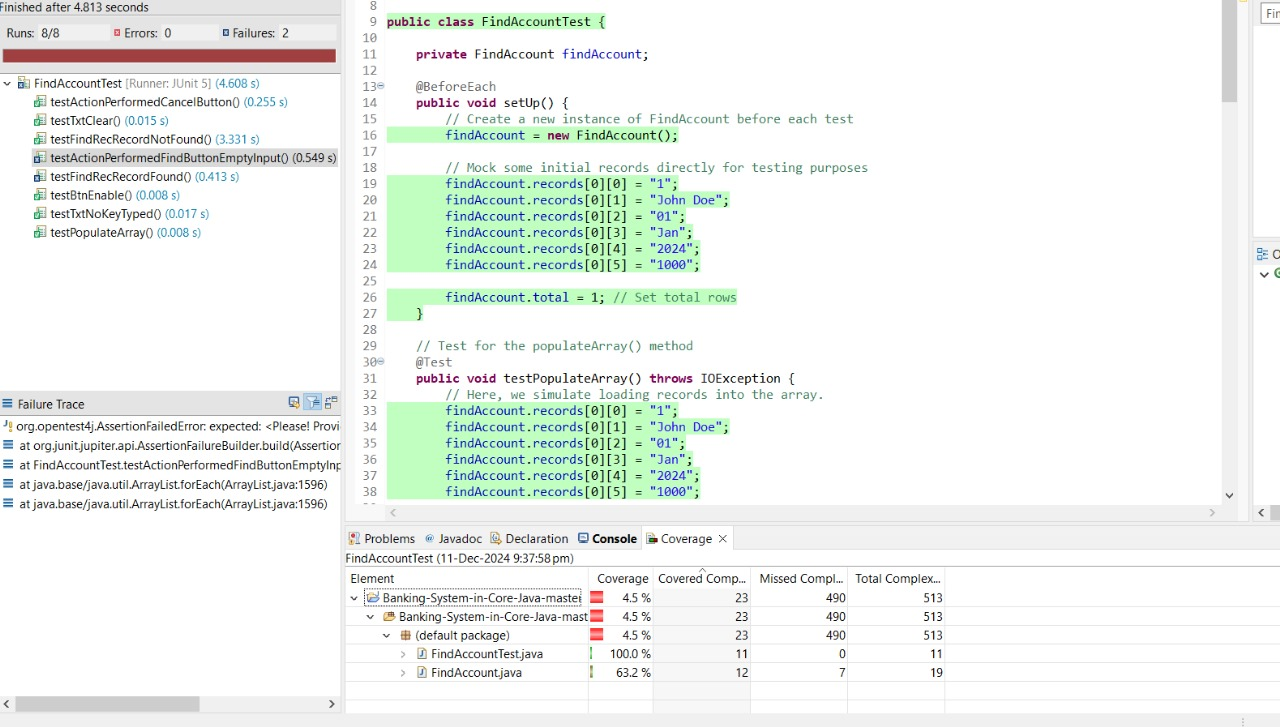 Finished after 4.813 seconds
Runs: 8/8 Errors: 0 Failures: 2
FindAccountTest [Runner: JUnit 5] (4.608 s)
testActionPerformedCancelButton() (0.255 s)
testTxtClear() (0.015 s)
testFindRecRecordNotFound() (3.331 s)
testActionPerformedFindButtonEmptyInput() (0.549 s)
testFindRecRecordFound() (0.413 s)
testBtnEnable() (0.008 s)
testTxtNoKeyTyped() (0.017 s)
testPopulateArray() (0.008 s)
Failure Trace
org.opentest4j.AssertionFailedError: expected: <Please! Provi
at org.junit.jupiter.api.AssertionFailureBuilder.build(Assertior
at FindAccountTest.testActionPerformedFindButtonEmptyInp
at java.base/java.util.ArrayList.forEach(ArrayList.java:1596)
at java.base/java.util.ArrayList.forEach(ArrayList.java:1596)
8
9 public class FindAccountTest {
10
11 private FindAccount findAccount;
12
13 @BeforeEach
14 public void setUp() {
15 // Create a new instance of FindAccount before each test
16 findAccount = new FindAccount();
17
18 // Mock some initial records directly for testing purposes
19 findAccount.records[0][0] = "1";
20 findAccount.records[0][1] = "John Doe";
21 findAccount.records[0][2] = "01";
22 findAccount.records[0][3] = "Jan";
23 findAccount.records[0][4] = "2024";
24 findAccount.records[0][5] = "1000";
25
26 findAccount.total = 1; // Set total rows
27 }
28
29 // Test for the populateArray() method
30 @Test
31 public void testPopulateArray() throws IOException {
32 // Here, we simulate loading records into the array.
33 findAccount.records[0][0] = "1";
34 findAccount.records[0][1] = "John Doe";
35 findAccount.records[0][2] = "01";
36 findAccount.records[0][3] = "Jan";
37 findAccount.records[0][4] = "2024";
38 findAccount.records[0][5] = "1000";
Fin
Problems Javadoc Declaration Console Coverage
FindAccountTest (11-Dec-2024 9:37:58 pm)
Element Coverage Covered Comp... Missed Compl... Total Complex...
Banking-System-in-Core-Java-master 4.5 % 23 490 513
Banking-System-in-Core-Java-mast 4.5 % 23 490 513
(default package) 4.5 % 23 490 513
FindAccountTest.java 100.0 % 11 0 11
FindAccount.java 63.2 % 12 7 19